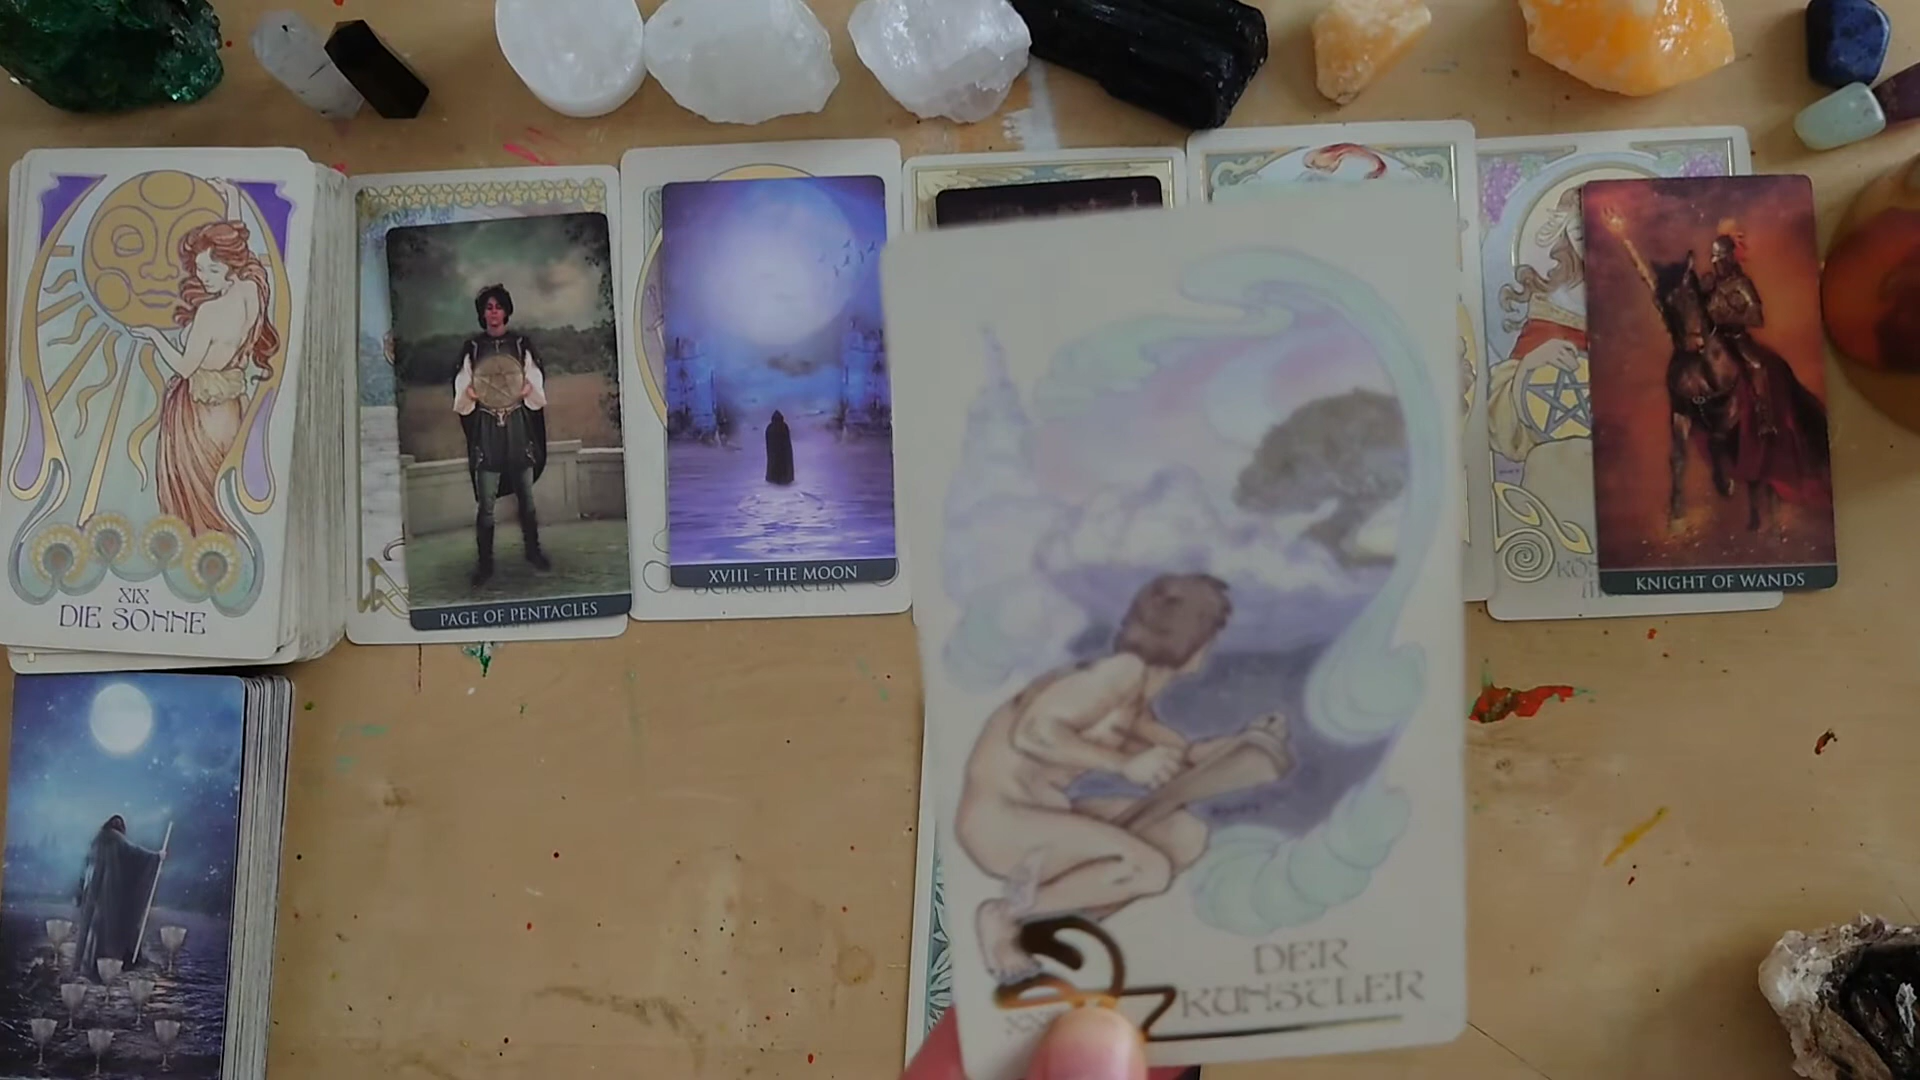 XIX
DIE SONNE
PAGE OF PENTACLES
XVIII - THE MOON
KNIGHT OF WANDS
DER
KÜNSTLER